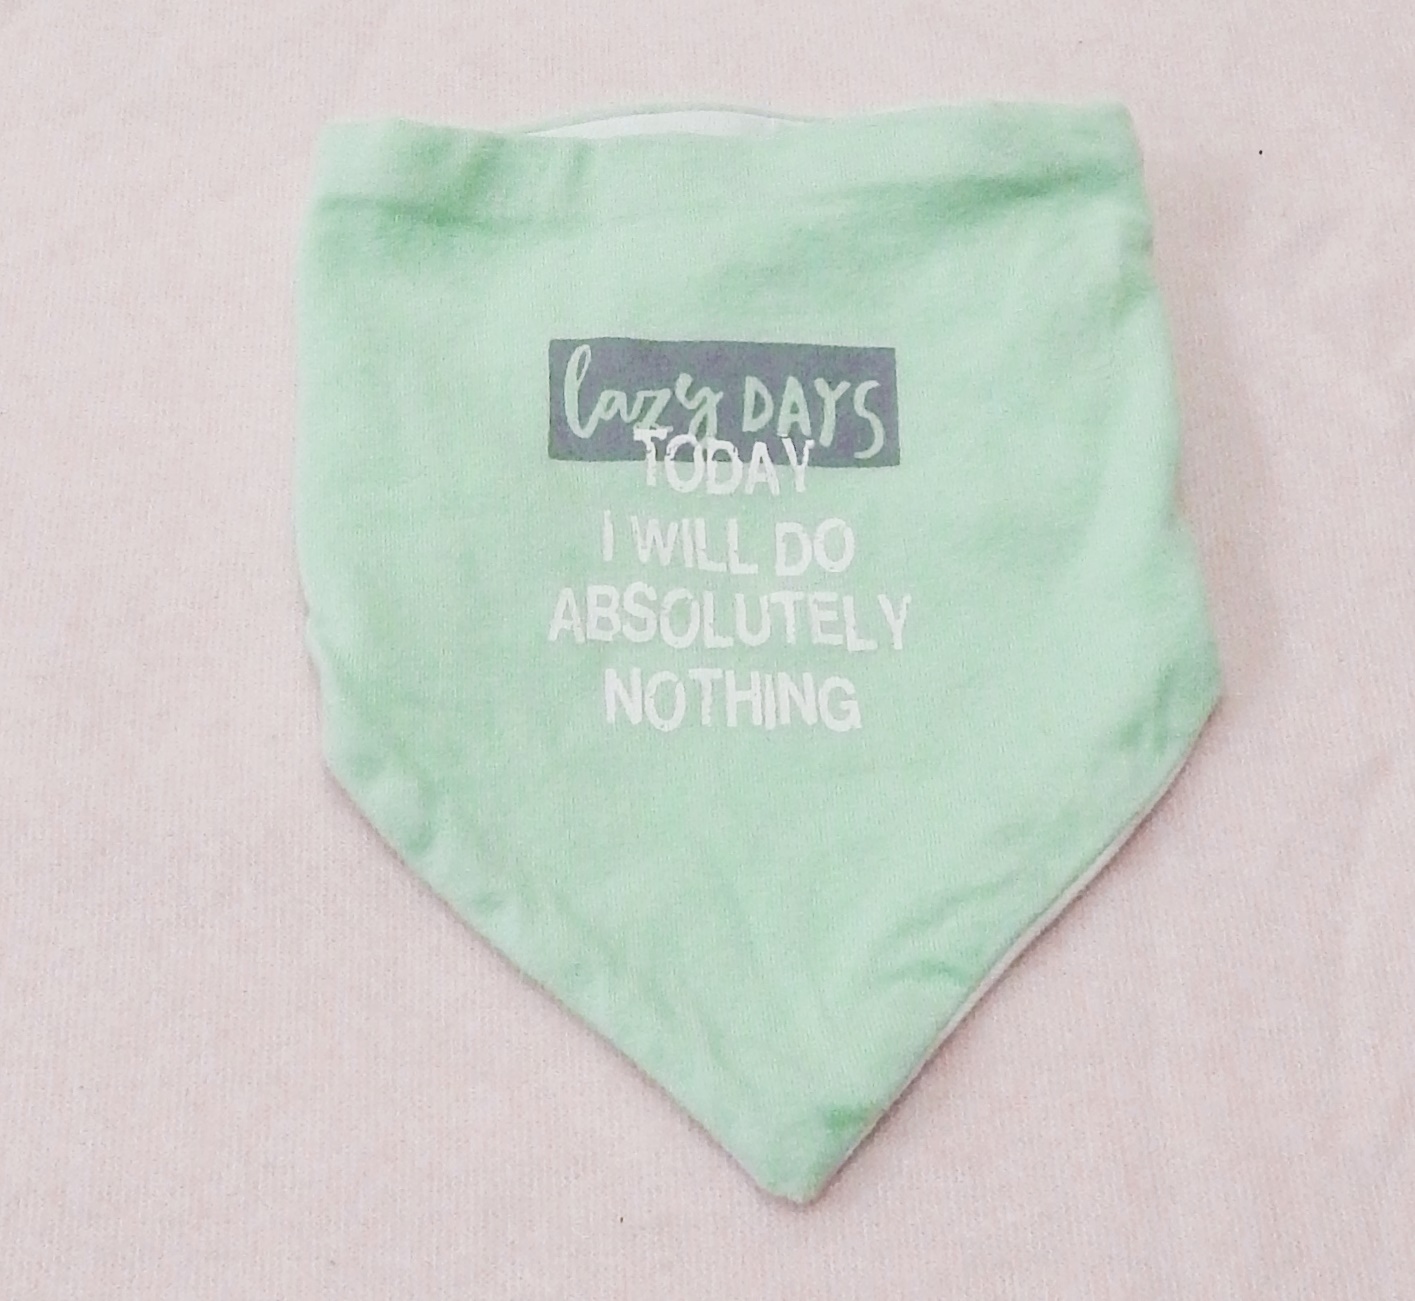 lazy DAYS
TODAY
I WILL DO
ABSOLUTELY
NOTHING